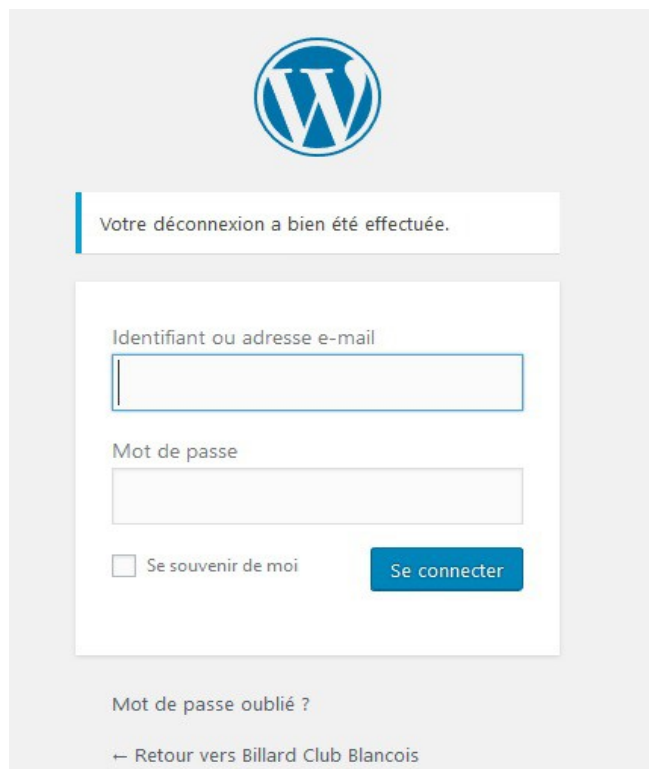 Votre déconnexion a bien été effectuée.
Identifiant ou adresse e-mail
Mot de passe
Se souvenir de moi
Se connecter
Mot de passe oublié ?
← Retour vers Billard Club Blancois